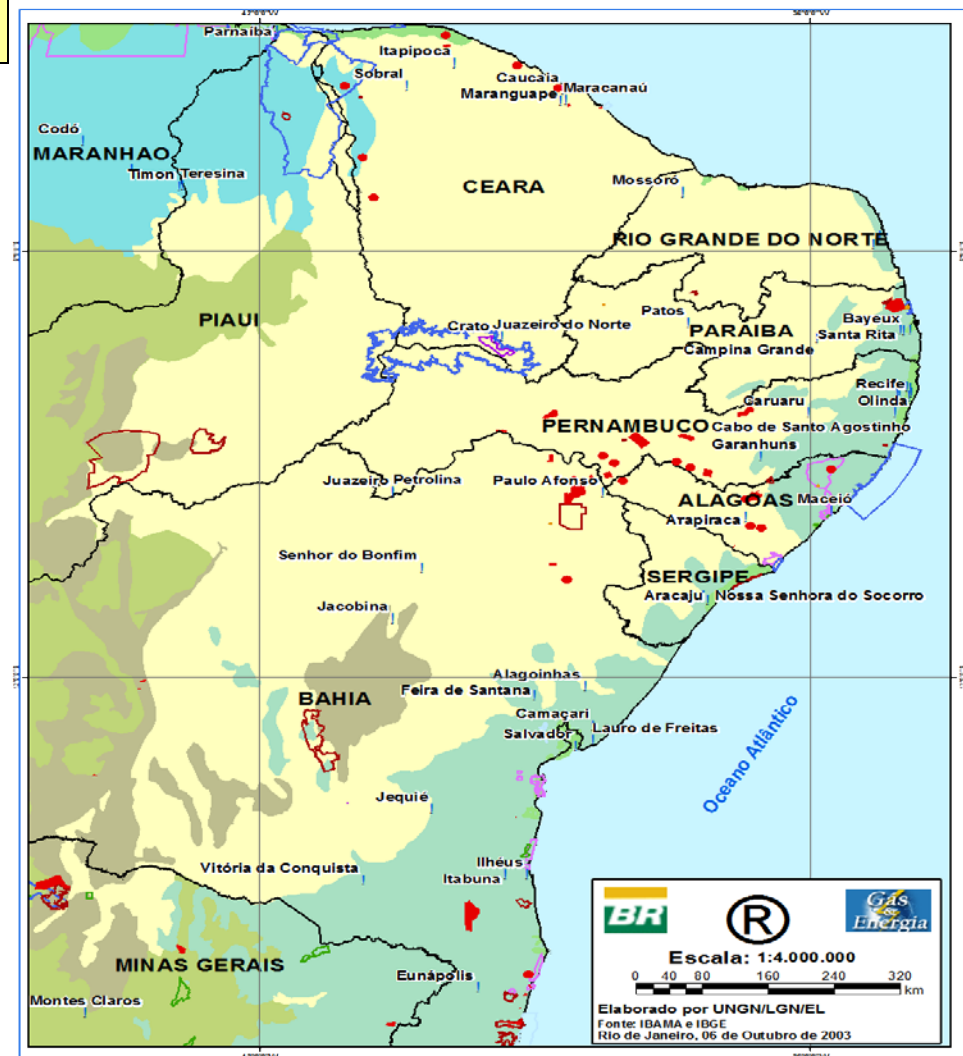 Parnaíba
Itapipoca
Sobral
Caucaia
Maranguape
Maracanaú
Codó
MARANHAO
Timon
Teresina
CEARA
Mossoró
RIO GRANDE DO NORTE
PIAUI
Crato
Juazeiro do Norte
Patos
PARAIBA
Bayeux
Santa Rita
Campina Grande
Recife
Olinda
Caruaru
PERNAMBUCO
Cabo de Santo Agostinho
Garanhuns
Juazeiro
Petrolina
Paulo Afonso
ALAGOAS
Maceió
Arapiraca
Senhor do Bonfim
SERGIPE
Aracaju
Nossa Senhora do Socorro
Jacobina
Alagoinhas
Feira de Santana
BAHIA
Camaçari
Salvador
Lauro de Freitas
Oceano Atlântico
Jequié
Vitória da Conquista
Ilhéus
Itabuna
MINAS GERAIS
Eunápolis
Montes Claros
BR
®
Gás & Energia
Escala: 1:4.000.000
0 40 80 160 240 320
km
Elaborado por UNGN/LGN/EL
Fonte: IBAMA e IBGE
Rio de Janeiro, 06 de Outubro de 2003